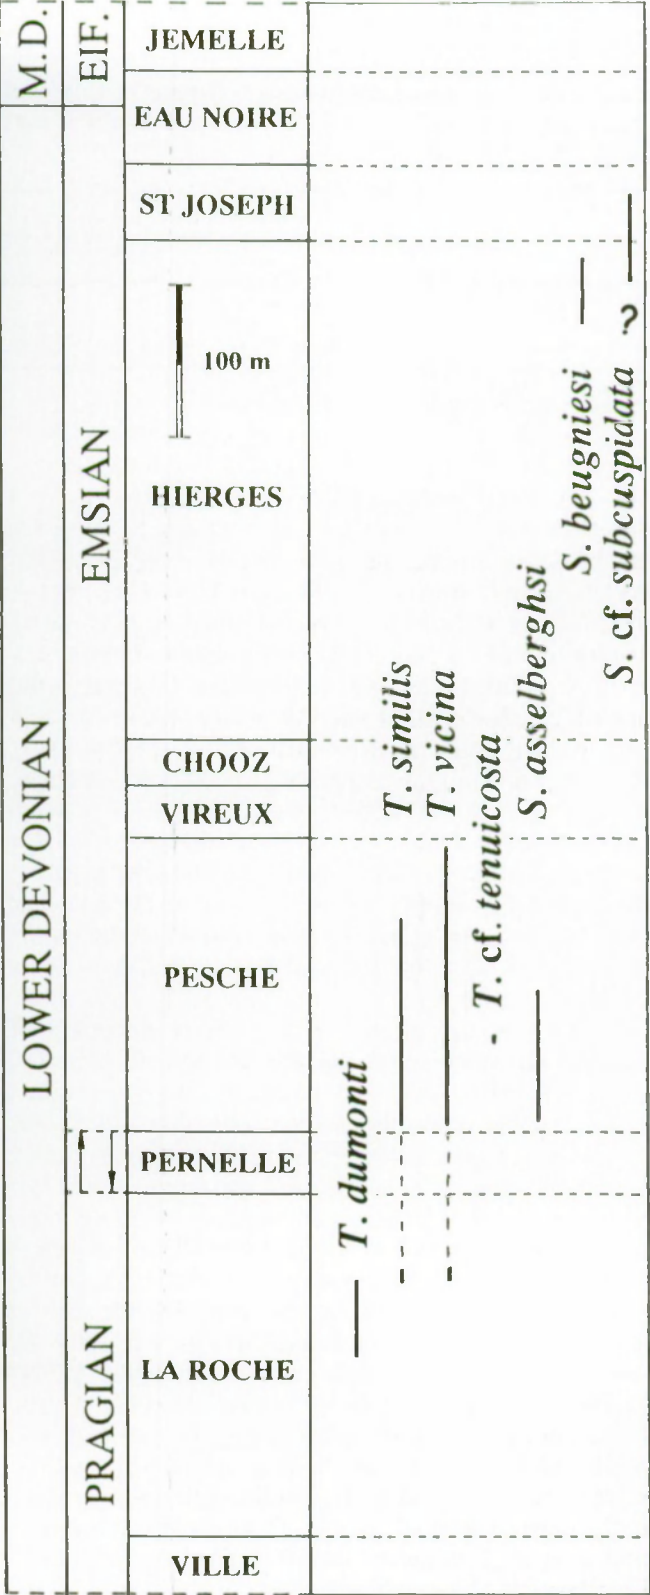 M.D.
LOWER DEVONIAN
EIF.
EMSIAN
PRAGIAN
JEMELLE
EAU NOIRE
ST JOSEPH
100 m
HIERGES
CHOOZ
VIREUX
PESCHE
PERNELLE
LA ROCHE
VILLE
T. dumonti
T. similis
T. vicina
- T. cf. tenuicosta
S. asselberghsi
S. beugniesi
S. cf. subcuspidata ?